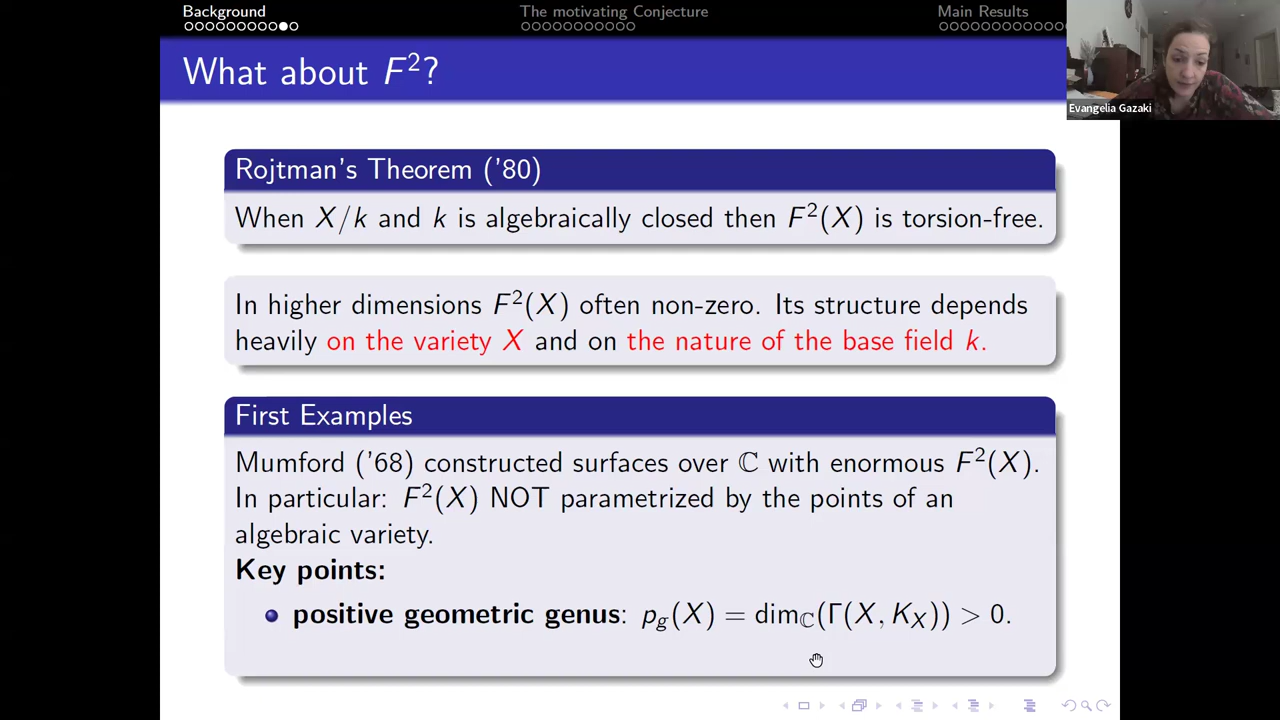 Background
The motivating Conjecture
Main Results
What about F²?
Evangelia Gazaki
Rojtman's Theorem ('80)
When X/k and k is algebraically closed then F²(X) is torsion-free.
In higher dimensions F²(X) often non-zero. Its structure depends
heavily on the variety X and on the nature of the base field k.
First Examples
Mumford ('68) constructed surfaces over ℂ with enormous F²(X).
In particular: F²(X) NOT parametrized by the points of an
algebraic variety.
Key points:
positive geometric genus: p_g(X) = dim_ℂ(Γ(X, K_X)) > 0.